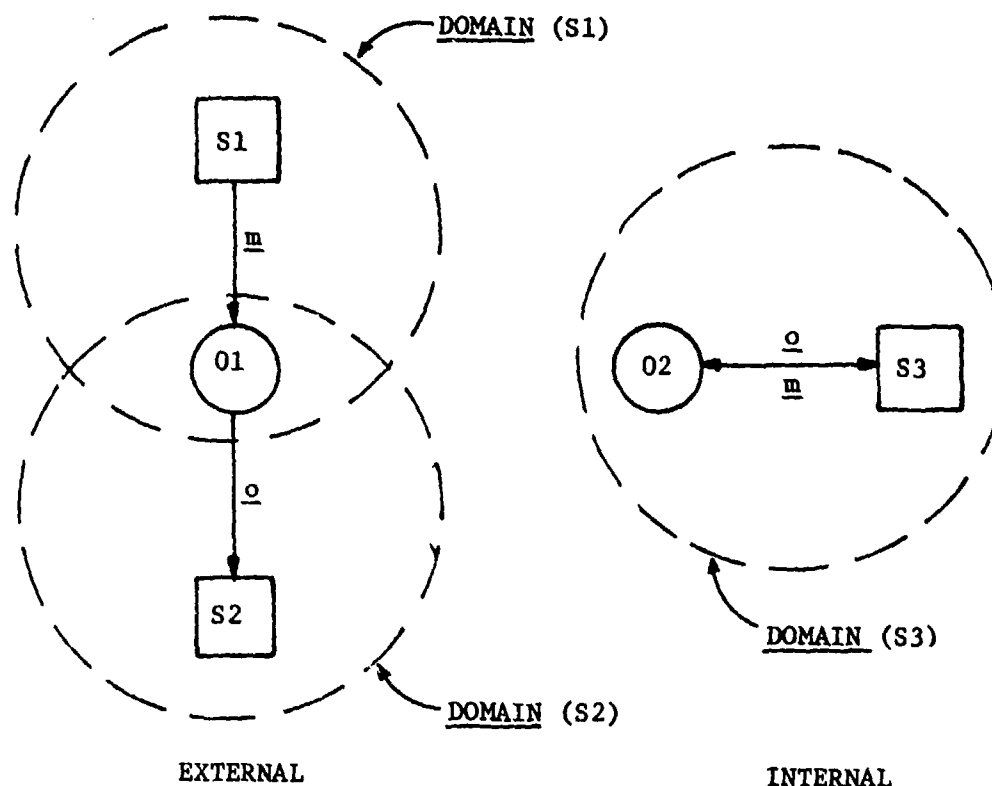 DOMAIN (S1)
S1
m
O1
o
S2
DOMAIN (S2)
EXTERNAL
O2
o
m
S3
DOMAIN (S3)
INTERNAL